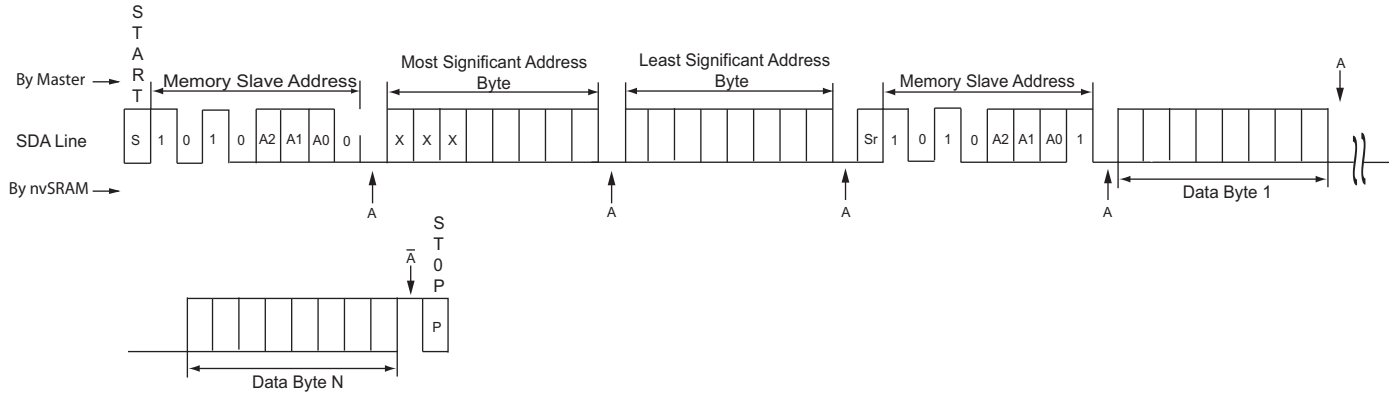 START
By Master
Memory Slave Address
Most Significant Address
Byte
Least Significant Address
Byte
Memory Slave Address
A
SDA Line
S 1 0 1 0 A2 A1 A0 0 X X X Sr 1 0 1 0 A2 A1 A0 1
By nvSRAM
A A A A
Data Byte 1
ST0P
A̅
P
Data Byte N